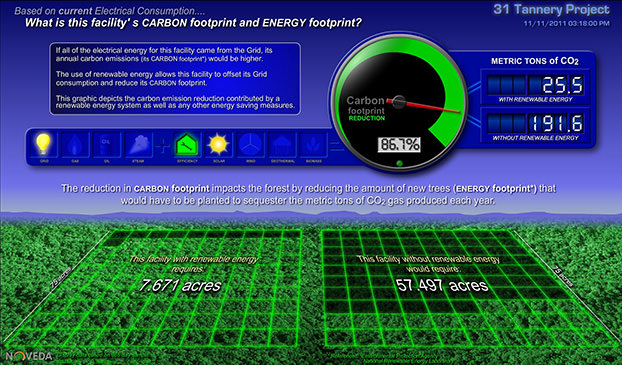 Based on current Electrical Consumption....
31 Tannery Project
What is this facility' s CARBON footprint and ENERGY footprint?
11/11/2011 03:18:00 PM
If all of the electrical energy for this facility came from the Grid, its
annual carbon emissions (its CARBON footprint*) would be higher.
The use of renewable energy allows this facility to offset its Grid
consumption and reduce its CARBON footprint.
This graphic depicts the carbon emission reduction contributed by a
renewable energy system as well as any other energy saving measures.
Carbon
footprint
REDUCTION
86.7%
METRIC TONS of CO2
25.5
WITH RENEWABLE ENERGY
191.6
WITHOUT RENEWABLE ENERGY
GRID
GAS
OIL
OIL
STEAM
EFFICIENCY
SOLAR
WIND
GEOTHERMAL
BIOMASS
The reduction in CARBON footprint impacts the forest by reducing the amount of new trees (ENERGY footprint*) that
would have to be planted to sequester the metric tons of CO2 gas produced each year.
75 acres
This facility with renewable energy
requires:
7.671 acres
This facility without renewable energy
would require:
57.497 acres
75 acres
NOVEDA